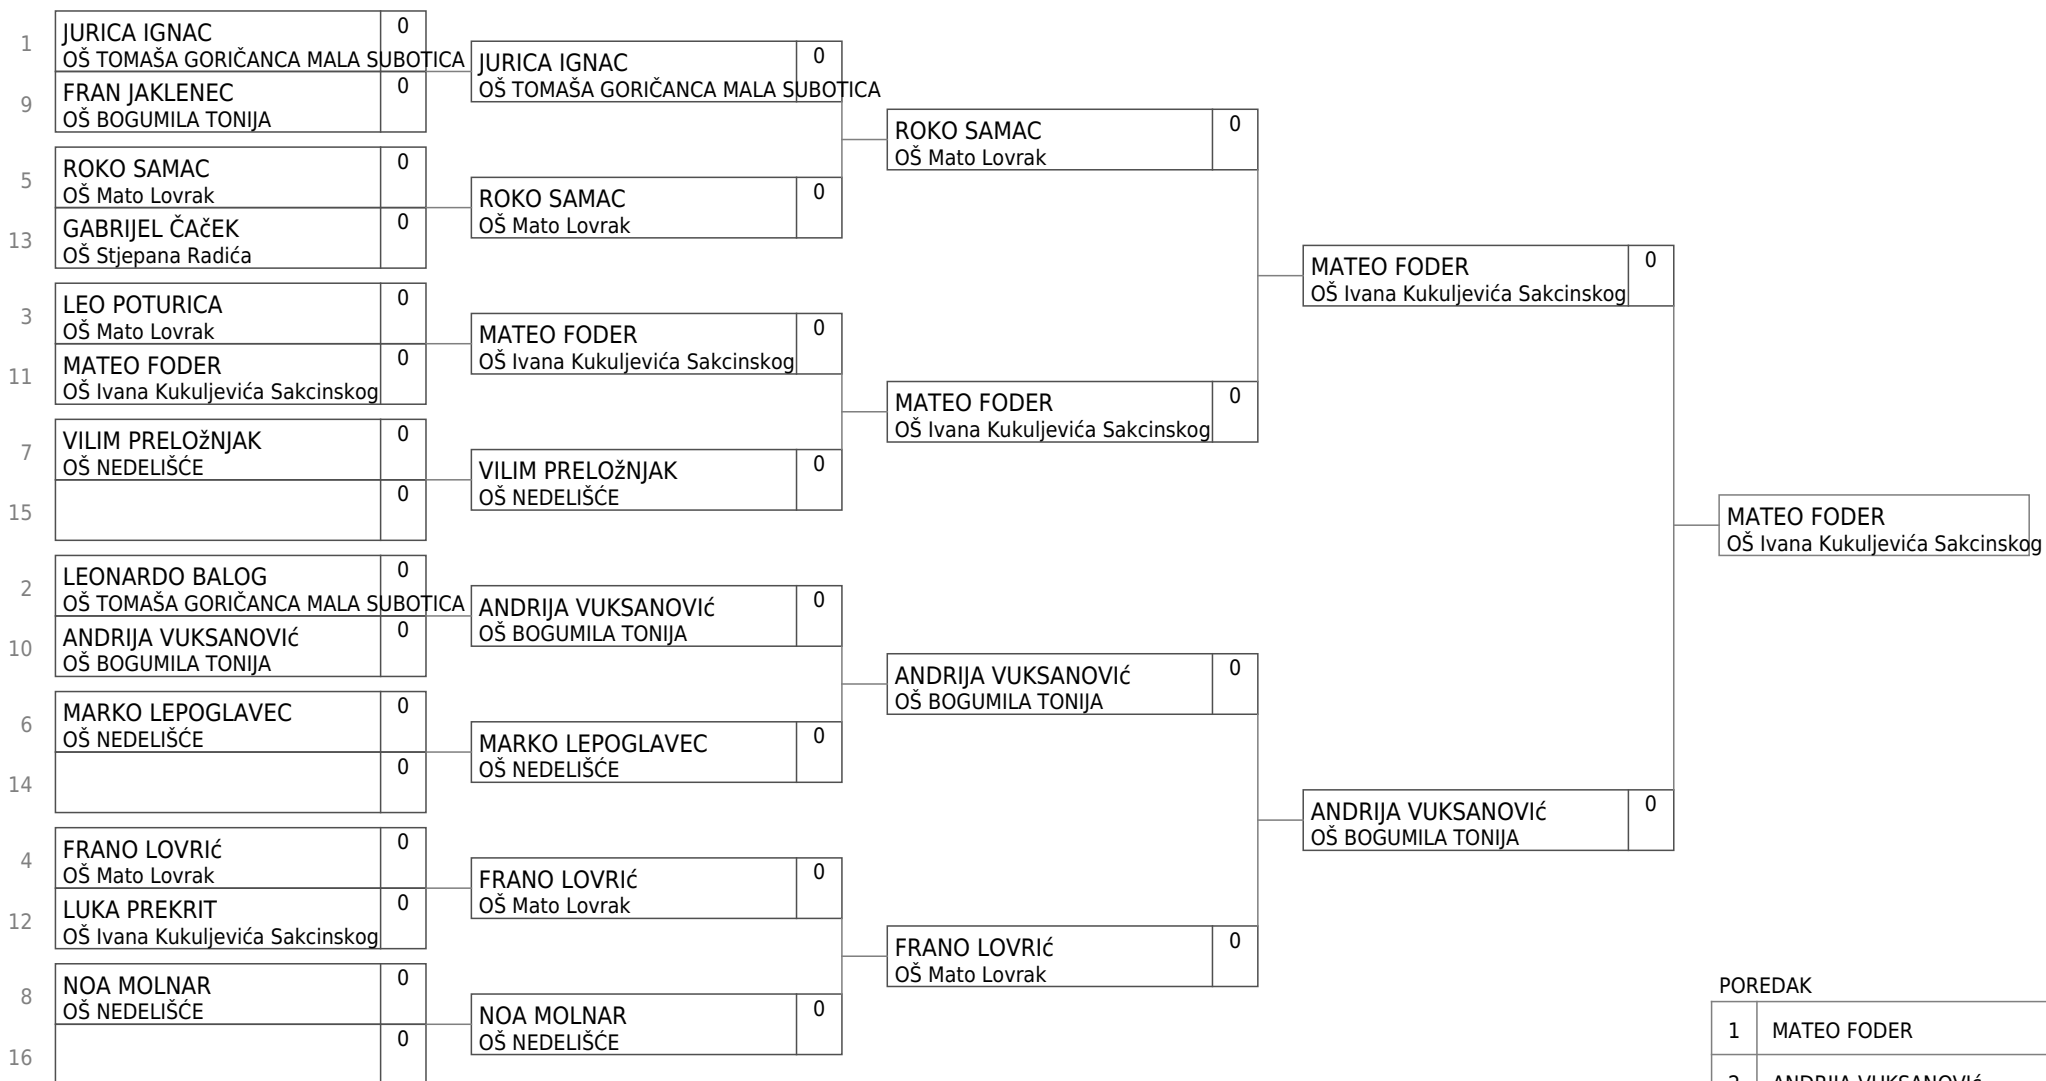 1
JURICA IGNAC
0
OŠ TOMAŠA GORIČANCA MALA SUBOTICA
9
FRAN JAKLENEC
0
OŠ BOGUMILA TONIJA
5
ROKO SAMAC
0
OŠ Mato Lovrak
13
GABRIJEL ČAčEK
0
OŠ Stjepana Radića
3
LEO POTURICA
0
OŠ Mato Lovrak
11
MATEO FODER
0
OŠ Ivana Kukuljevića Sakcinskog
7
VILIM PRELOžNJAK
0
OŠ NEDELIŠĆE
15
0
2
LEONARDO BALOG
0
OŠ TOMAŠA GORIČANCA MALA SUBOTICA
10
ANDRIJA VUKSANOVIć
0
OŠ BOGUMILA TONIJA
6
MARKO LEPOGLAVEC
0
OŠ NEDELIŠĆE
14
0
4
FRANO LOVRIć
0
OŠ Mato Lovrak
12
LUKA PREKRIT
0
OŠ Ivana Kukuljevića Sakcinskog
8
NOA MOLNAR
0
OŠ NEDELIŠĆE
16
0
JURICA IGNAC
0
OŠ TOMAŠA GORIČANCA MALA SUBOTICA
ROKO SAMAC
0
OŠ Mato Lovrak
MATEO FODER
0
OŠ Ivana Kukuljevića Sakcinskog
VILIM PRELOžNJAK
0
OŠ NEDELIŠĆE
ANDRIJA VUKSANOVIć
0
OŠ BOGUMILA TONIJA
MARKO LEPOGLAVEC
0
OŠ NEDELIŠĆE
FRANO LOVRIć
0
OŠ Mato Lovrak
NOA MOLNAR
0
OŠ NEDELIŠĆE
ROKO SAMAC
0
OŠ Mato Lovrak
MATEO FODER
0
OŠ Ivana Kukuljevića Sakcinskog
ANDRIJA VUKSANOVIć
0
OŠ BOGUMILA TONIJA
FRANO LOVRIć
0
OŠ Mato Lovrak
MATEO FODER
0
OŠ Ivana Kukuljevića Sakcinskog
ANDRIJA VUKSANOVIć
0
OŠ BOGUMILA TONIJA
MATEO FODER
OŠ Ivana Kukuljevića Sakcinskog
POREDAK
1 MATEO FODER
2 ANDRIJA VUKSANOVIć